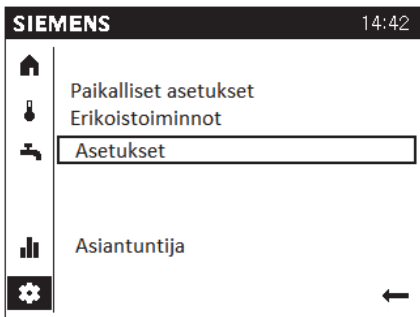 SIEMENS 14:42
Paikalliset asetukset
Erikoistoiminnot
Asetukset
Asiantuntija